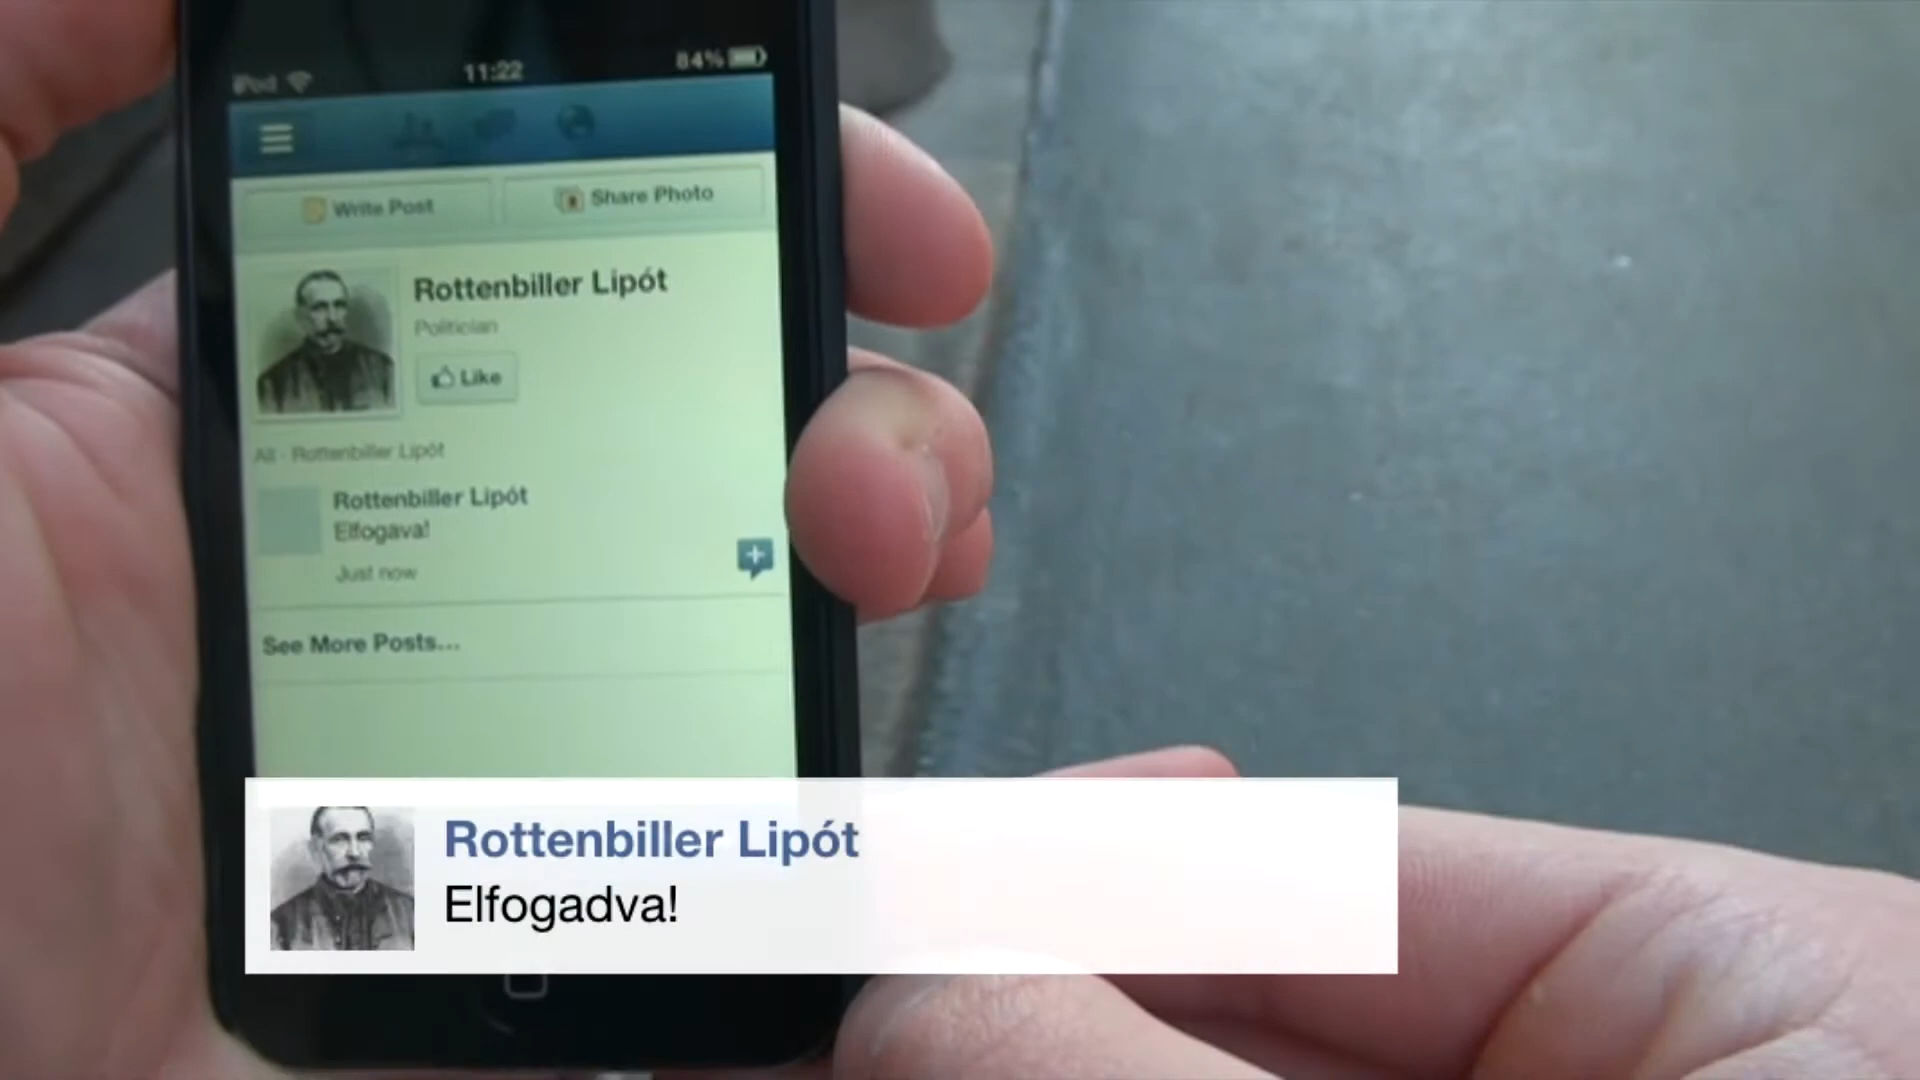 iPod
11:22
84%
Write Post
Share Photo
Rottenbiller Lipót
Politician
Like
All · Rottenbiller Lipót
Rottenbiller Lipót
Elfogava!
Just now
See More Posts...
Rottenbiller Lipót
Elfogadva!